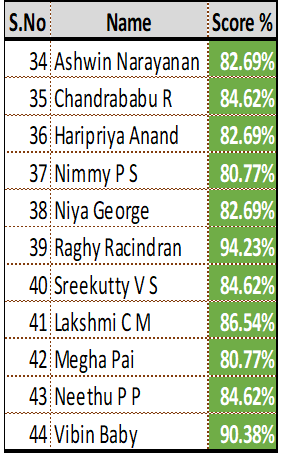 S.No Name Score %
34 Ashwin Narayanan 82.69%
35 Chandrababu R 84.62%
36 Haripriya Anand 82.69%
37 Nimmy P S 80.77%
38 Niya George 82.69%
39 Raghy Racindran 94.23%
40 Sreekutty V S 84.62%
41 Lakshmi C M 86.54%
42 Megha Pai 80.77%
43 Neethu P P 84.62%
44 Vibin Baby 90.38%